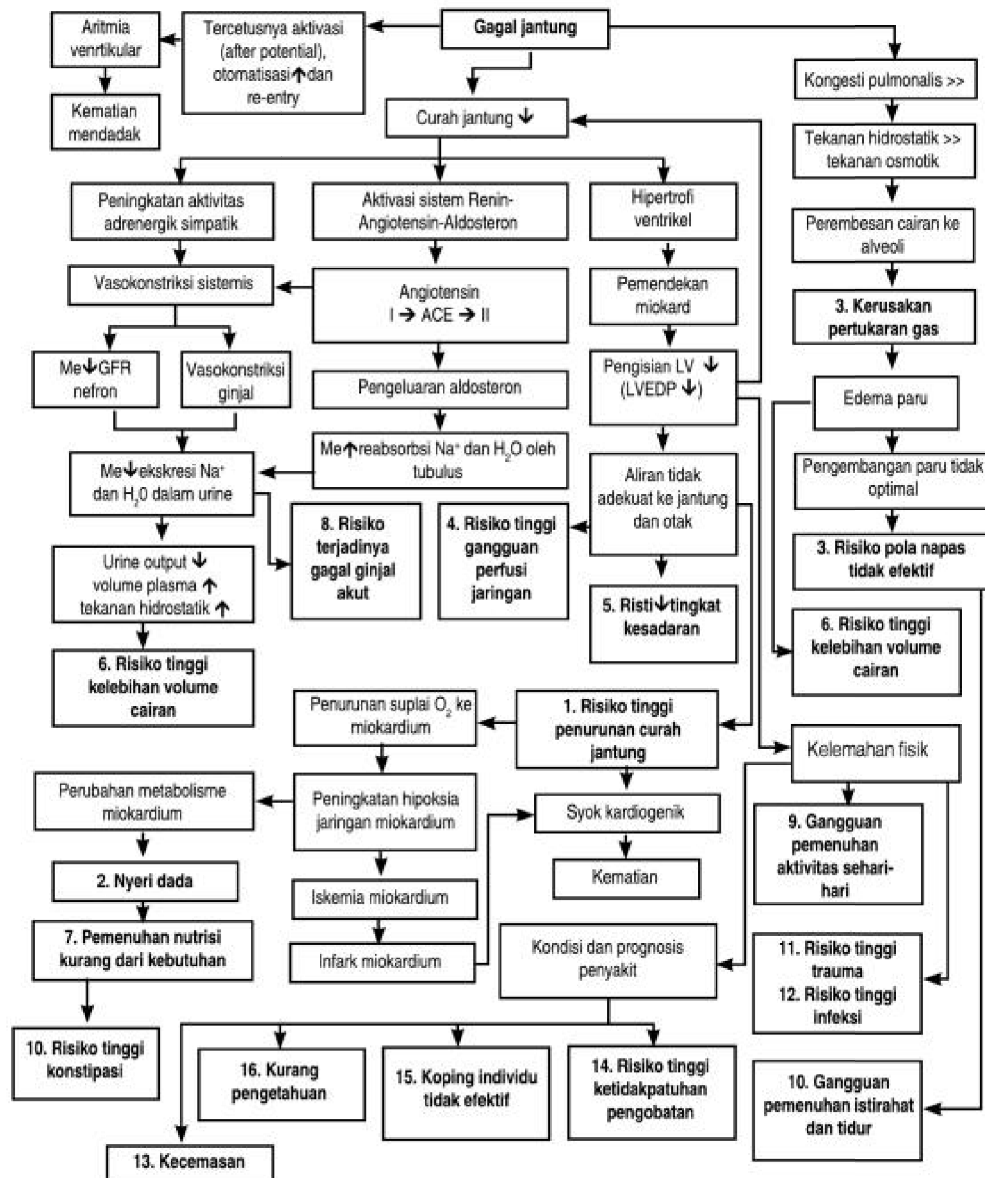 Aritmia
venrtikular
Tercetusnya aktivasi
(after potential),
otomatisasi↑dan
re-entry
Gagal jantung
Kematian
mendadak
Kongesti pulmonalis >>
Curah jantung ↓
Tekanan hidrostatik >>
tekanan osmotik
Peningkatan aktivitas
adrenergik simpatik
Aktivasi sistem Renin-
Angiotensin-Aldosteron
Hipertrofi
ventrikel
Perembesan cairan ke
alveoli
Vasokonstriksi sistemis
Angiotensin
I → ACE → II
Pemendekan
miokard
3. Kerusakan
pertukaran gas
Me↓GFR
nefron
Vasokonstriksi
ginjal
Pengeluaran aldosteron
Pengisian LV ↓
(LVEDP ↓)
Edema paru
Me↑reabsorbsi Na⁺ dan H₂O oleh
tubulus
Me↓ekskresi Na⁺
dan H₂0 dalam urine
Aliran tidak
adekuat ke jantung
dan otak
Pengembangan paru tidak
optimal
8. Risiko
terjadinya
gagal ginjal
akut
4. Risiko tinggi
gangguan
perfusi
jaringan
3. Risiko pola napas
tidak efektif
Urine output ↓
volume plasma ↑
tekanan hidrostatik ↑
5. Risti↓tingkat
kesadaran
6. Risiko tinggi
kelebihan volume
cairan
6. Risiko tinggi
kelebihan volume
cairan
Penurunan suplai O₂ ke
miokardium
1. Risiko tinggi
penurunan curah
jantung
Kelemahan fisik
Perubahan metabolisme
miokardium
Peningkatan hipoksia
jaringan miokardium
Syok kardiogenik
9. Gangguan
pemenuhan
aktivitas sehari-
hari
2. Nyeri dada
Iskemia miokardium
Kematian
7. Pemenuhan nutrisi
kurang dari kebutuhan
Infark miokardium
Kondisi dan prognosis
penyakit
11. Risiko tinggi
trauma
12. Risiko tinggi
infeksi
10. Risiko tinggi
konstipasi
16. Kurang
pengetahuan
15. Koping individu
tidak efektif
14. Risiko tinggi
ketidakpatuhan
pengobatan
10. Gangguan
pemenuhan istirahat
dan tidur
13. Kecemasan